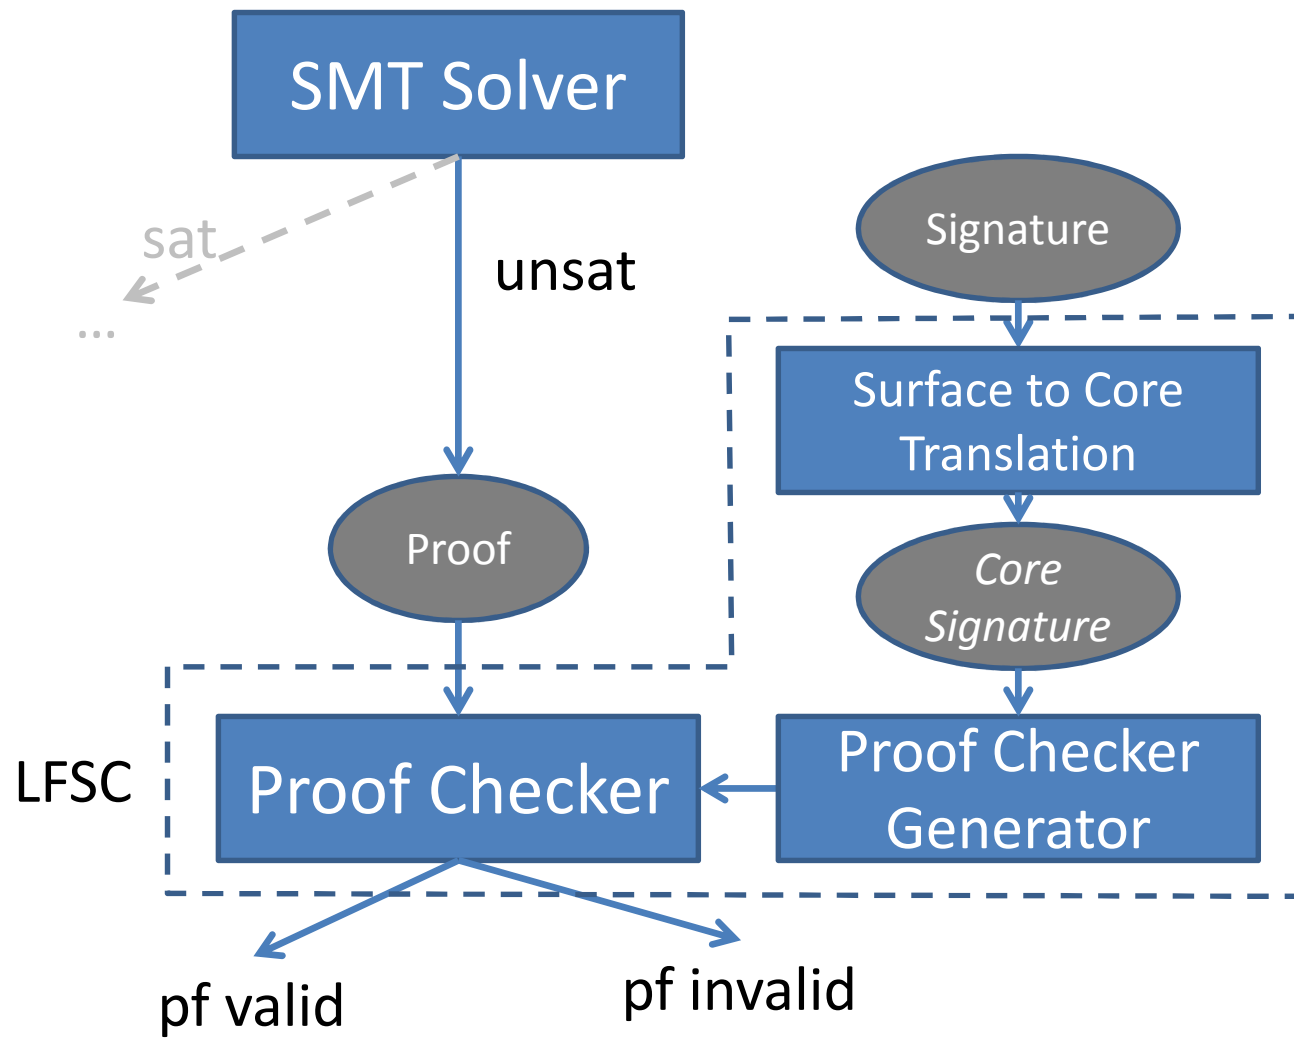 SMT Solver
sat
...
unsat
Signature
Surface to Core
Translation
Proof
Core
Signature
LFSC
Proof Checker
Proof Checker
Generator
pf valid
pf invalid